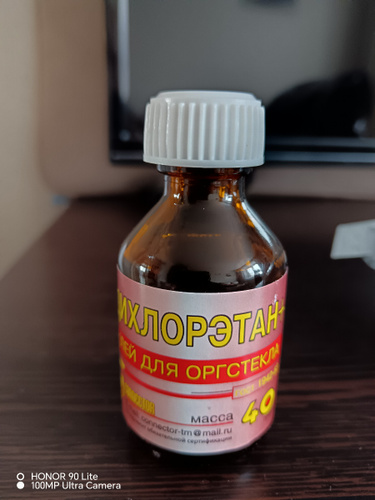 ИХЛОРЭТАН-
ЕЙ ДЛЯ ОРГСТЕКЛА
масса
40
connector-tm@mail.ru
HONOR 90 Lite
100MP Ultra Camera